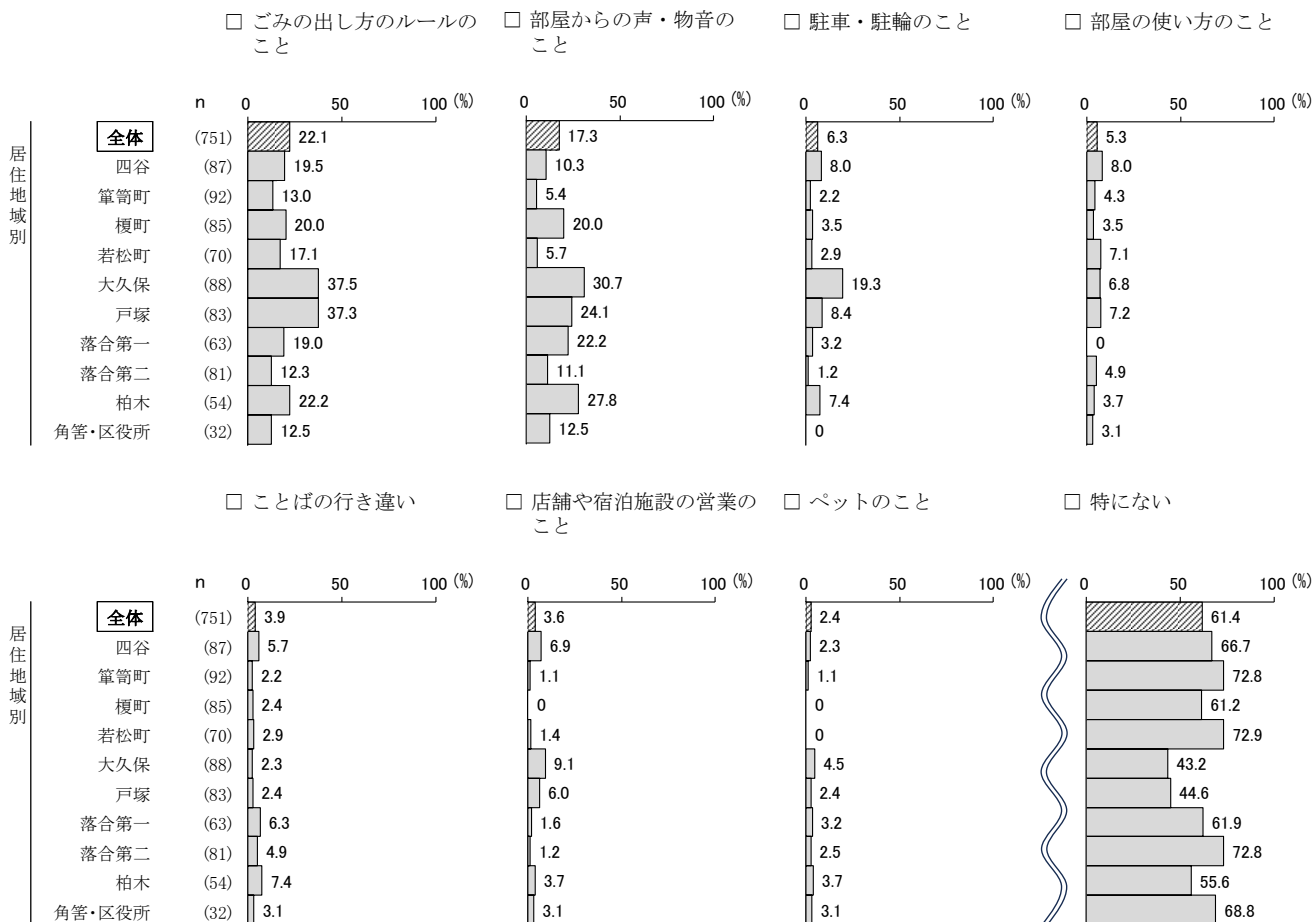 □ ごみの出し方のルールの
こと
□ 部屋からの声・物音の
こと
□ 駐車・駐輪のこと
□ 部屋の使い方のこと
n 0 50 100 (%) 0 50 100 (%) 0 50 100 (%) 0 50 100 (%)
居住地域別
全体 (751) 22.1 17.3 6.3 5.3
四谷 (87) 19.5 10.3 8.0 8.0
簞笥町 (92) 13.0 5.4 2.2 4.3
榎町 (85) 20.0 20.0 3.5 3.5
若松町 (70) 17.1 5.7 2.9 7.1
大久保 (88) 37.5 30.7 19.3 6.8
戸塚 (83) 37.3 24.1 8.4 7.2
落合第一 (63) 19.0 22.2 3.2 0
落合第二 (81) 12.3 11.1 1.2 4.9
柏木 (54) 22.2 27.8 7.4 3.7
角筈・区役所 (32) 12.5 12.5 0 3.1
□ ことばの行き違い
□ 店舗や宿泊施設の営業の
こと
□ ペットのこと
□ 特にない
n 0 50 100 (%) 0 50 100 (%) 0 50 100 (%) 0 50 100 (%)
居住地域別
全体 (751) 3.9 3.6 2.4 61.4
四谷 (87) 5.7 6.9 2.3 66.7
簞笥町 (92) 2.2 1.1 1.1 72.8
榎町 (85) 2.4 0 0 61.2
若松町 (70) 2.9 1.4 0 72.9
大久保 (88) 2.3 9.1 4.5 43.2
戸塚 (83) 2.4 6.0 2.4 44.6
落合第一 (63) 6.3 1.6 3.2 61.9
落合第二 (81) 4.9 1.2 2.5 72.8
柏木 (54) 7.4 3.7 3.7 55.6
角筈・区役所 (32) 3.1 3.1 3.1 68.8